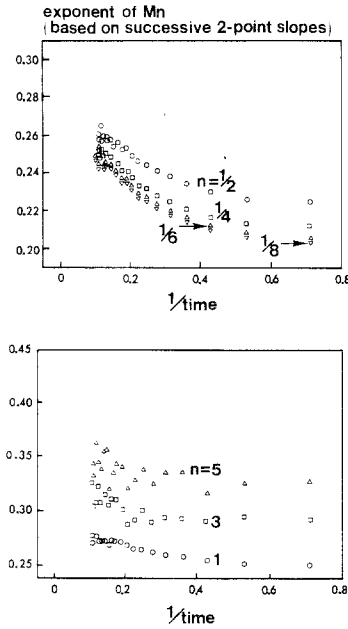 exponent of Mn
(based on successive 2-point slopes)
0.30
0.28
0.26
0.24
0.22
0.20
n=1/2
1/4
1/6
1/8
0 0.2 0.4 0.6 0.8
1/time
0.45
0.40
0.35
0.30
0.25
n=5
3
1
0 0.2 0.4 0.6 0.8
1/time